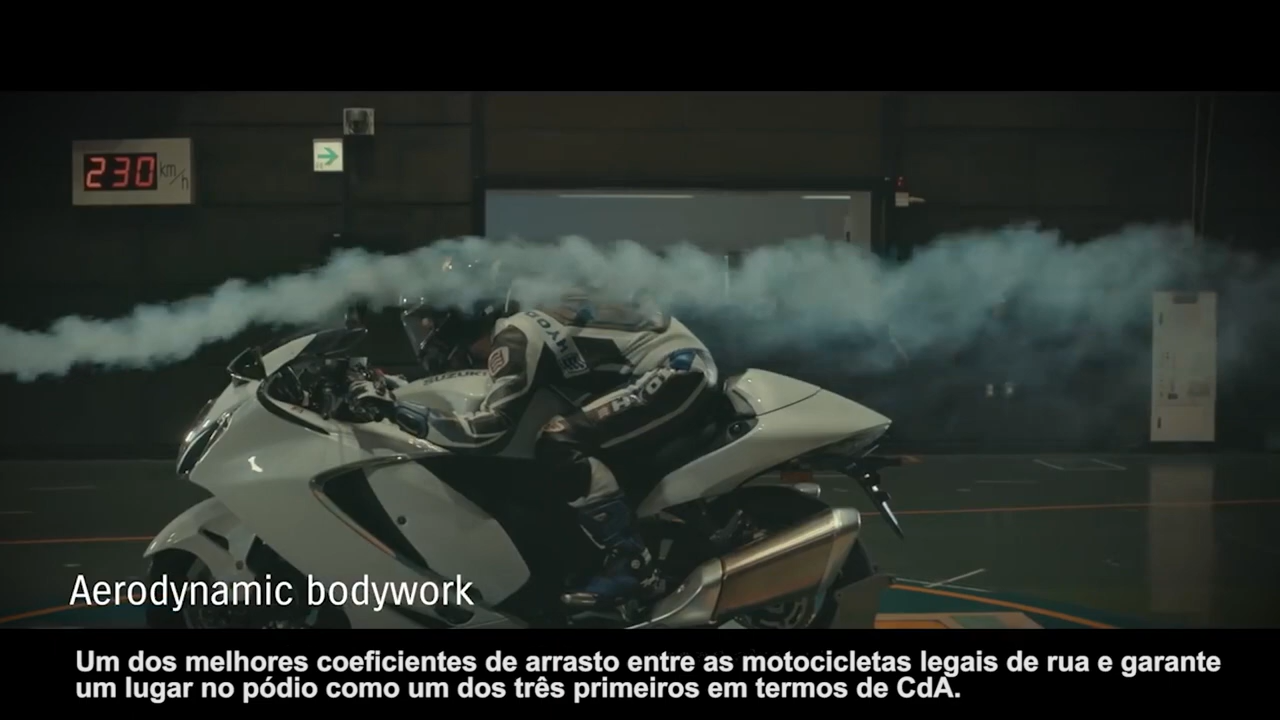 230 km/h
SUZUKI
Aerodynamic bodywork
Um dos melhores coeficientes de arrasto entre as motocicletas legais de rua e garante
um lugar no pódio como um dos três primeiros em termos de CdA.